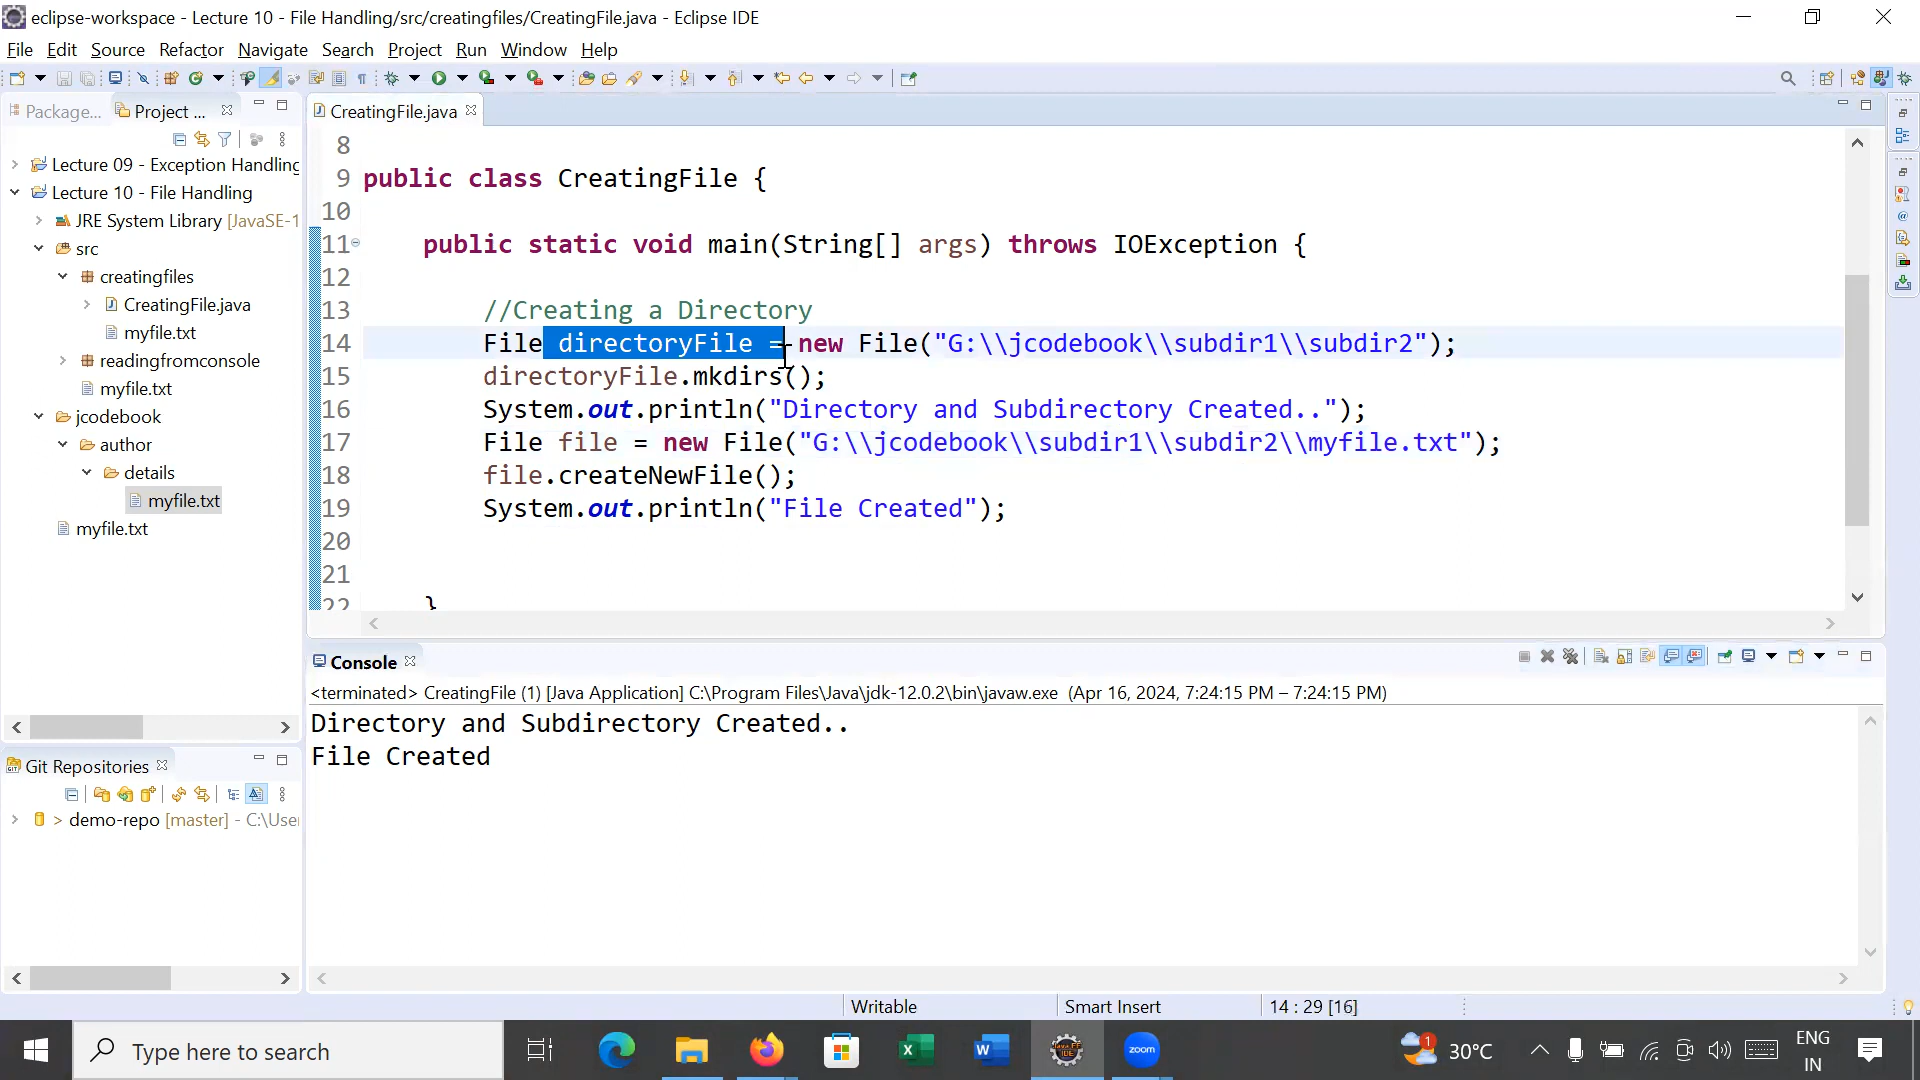 eclipse-workspace - Lecture 10 - File Handling/src/creatingfiles/CreatingFile.java - Eclipse IDE
File Edit Source Refactor Navigate Search Project Run Window Help
Package... Project ...
Lecture 09 - Exception Handling
Lecture 10 - File Handling
JRE System Library [JavaSE-1
src
creatingfiles
CreatingFile.java
myfile.txt
readingfromconsole
myfile.txt
jcodebook
author
details
myfile.txt
myfile.txt
Git Repositories
> demo-repo [master] - C:\User
CreatingFile.java
8
9 public class CreatingFile {
10
11 public static void main(String[] args) throws IOException {
12
13 //Creating a Directory
14 File directoryFile = new File("G:\\jcodebook\\subdir1\\subdir2");
15 directoryFile.mkdirs();
16 System.out.println("Directory and Subdirectory Created..");
17 File file = new File("G:\\jcodebook\\subdir1\\subdir2\\myfile.txt");
18 file.createNewFile();
19 System.out.println("File Created");
20
21
22 }
Console
<terminated> CreatingFile (1) [Java Application] C:\Program Files\Java\jdk-12.0.2\bin\javaw.exe (Apr 16, 2024, 7:24:15 PM – 7:24:15 PM)
Directory and Subdirectory Created..
File Created
Writable Smart Insert 14 : 29 [16]
Type here to search
zoom
1
30°C
ENG
IN